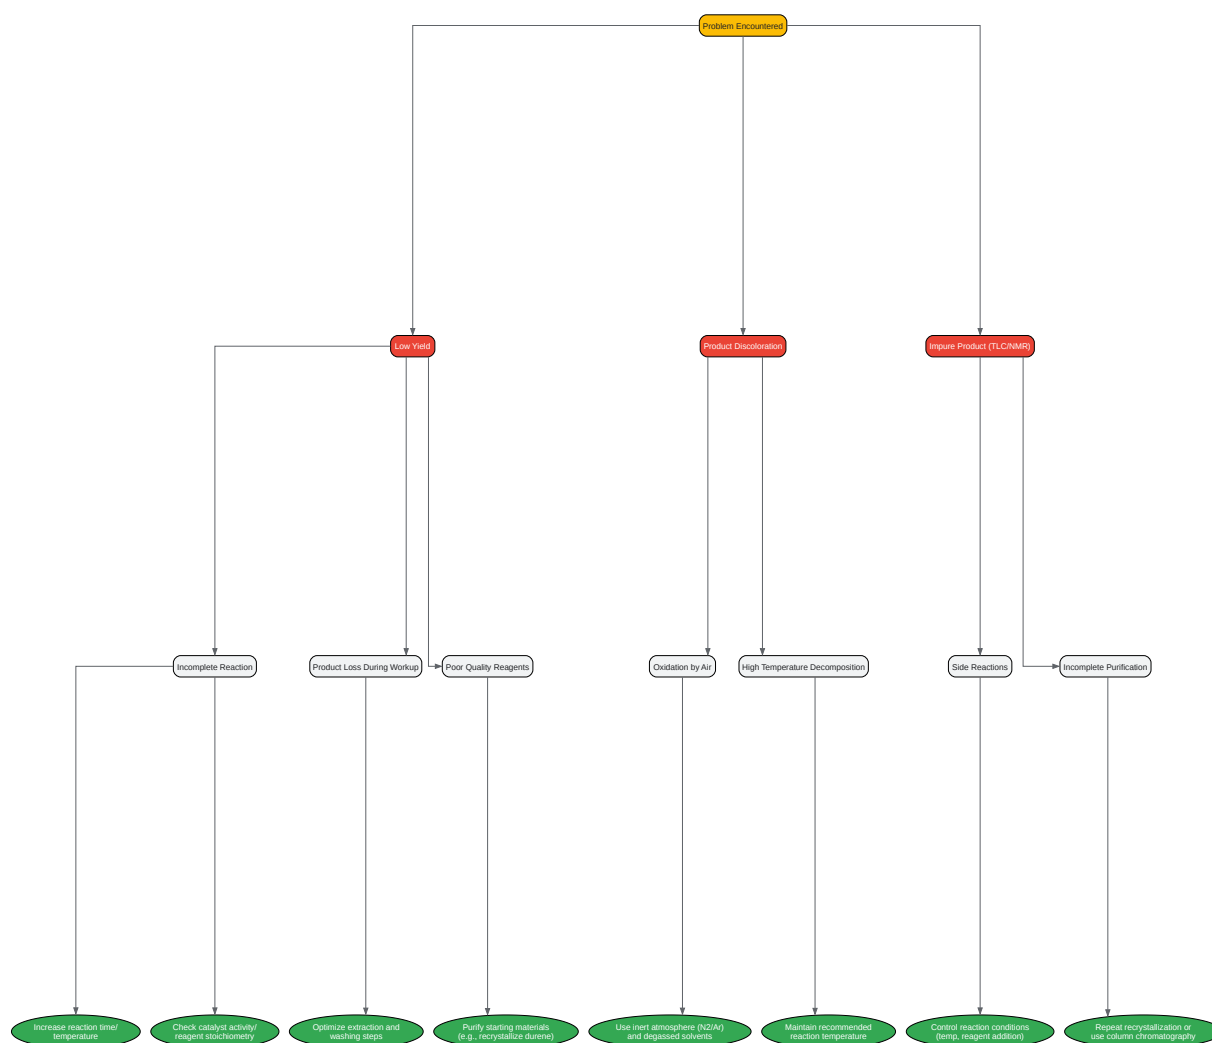 Problem Encountered
Low Yield
Product Discoloration
Impure Product (TLC/NMR)
Incomplete Reaction
Product Loss During Workup
Poor Quality Reagents
Oxidation by Air
High Temperature Decomposition
Side Reactions
Incomplete Purification
Increase reaction time/
temperature
Check catalyst activity/
reagent stoichiometry
Optimize extraction and
washing steps
Purify starting materials
(e.g., recrystallize durene)
Use inert atmosphere (N2/Ar)
and degassed solvents
Maintain recommended
reaction temperature
Control reaction conditions
(temp, reagent addition)
Repeat recrystallization or
use column chromatography